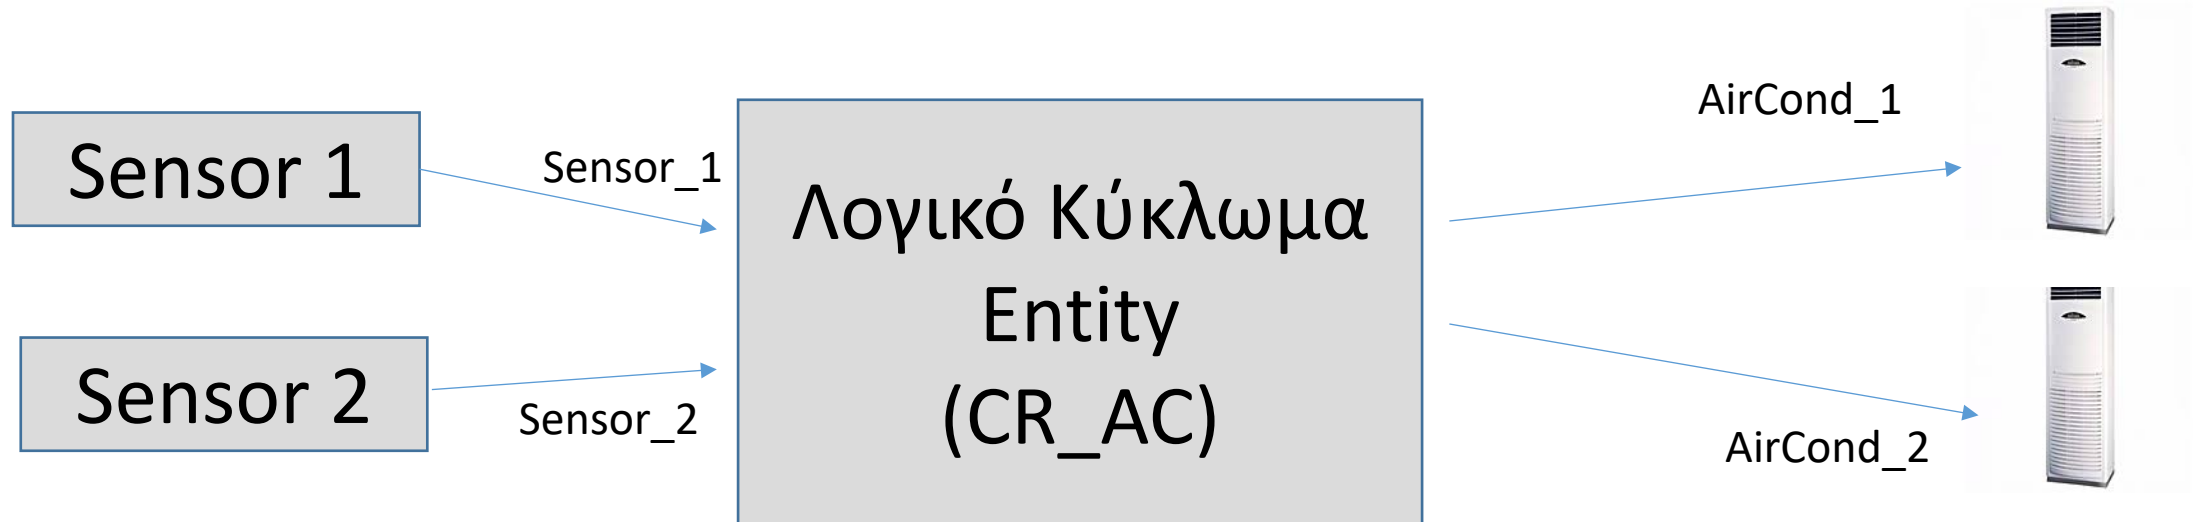 AirCond_1
Sensor 1
Sensor_1
Λογικό Κύκλωμα
Entity
(CR_AC)
Sensor 2
Sensor_2
AirCond_2